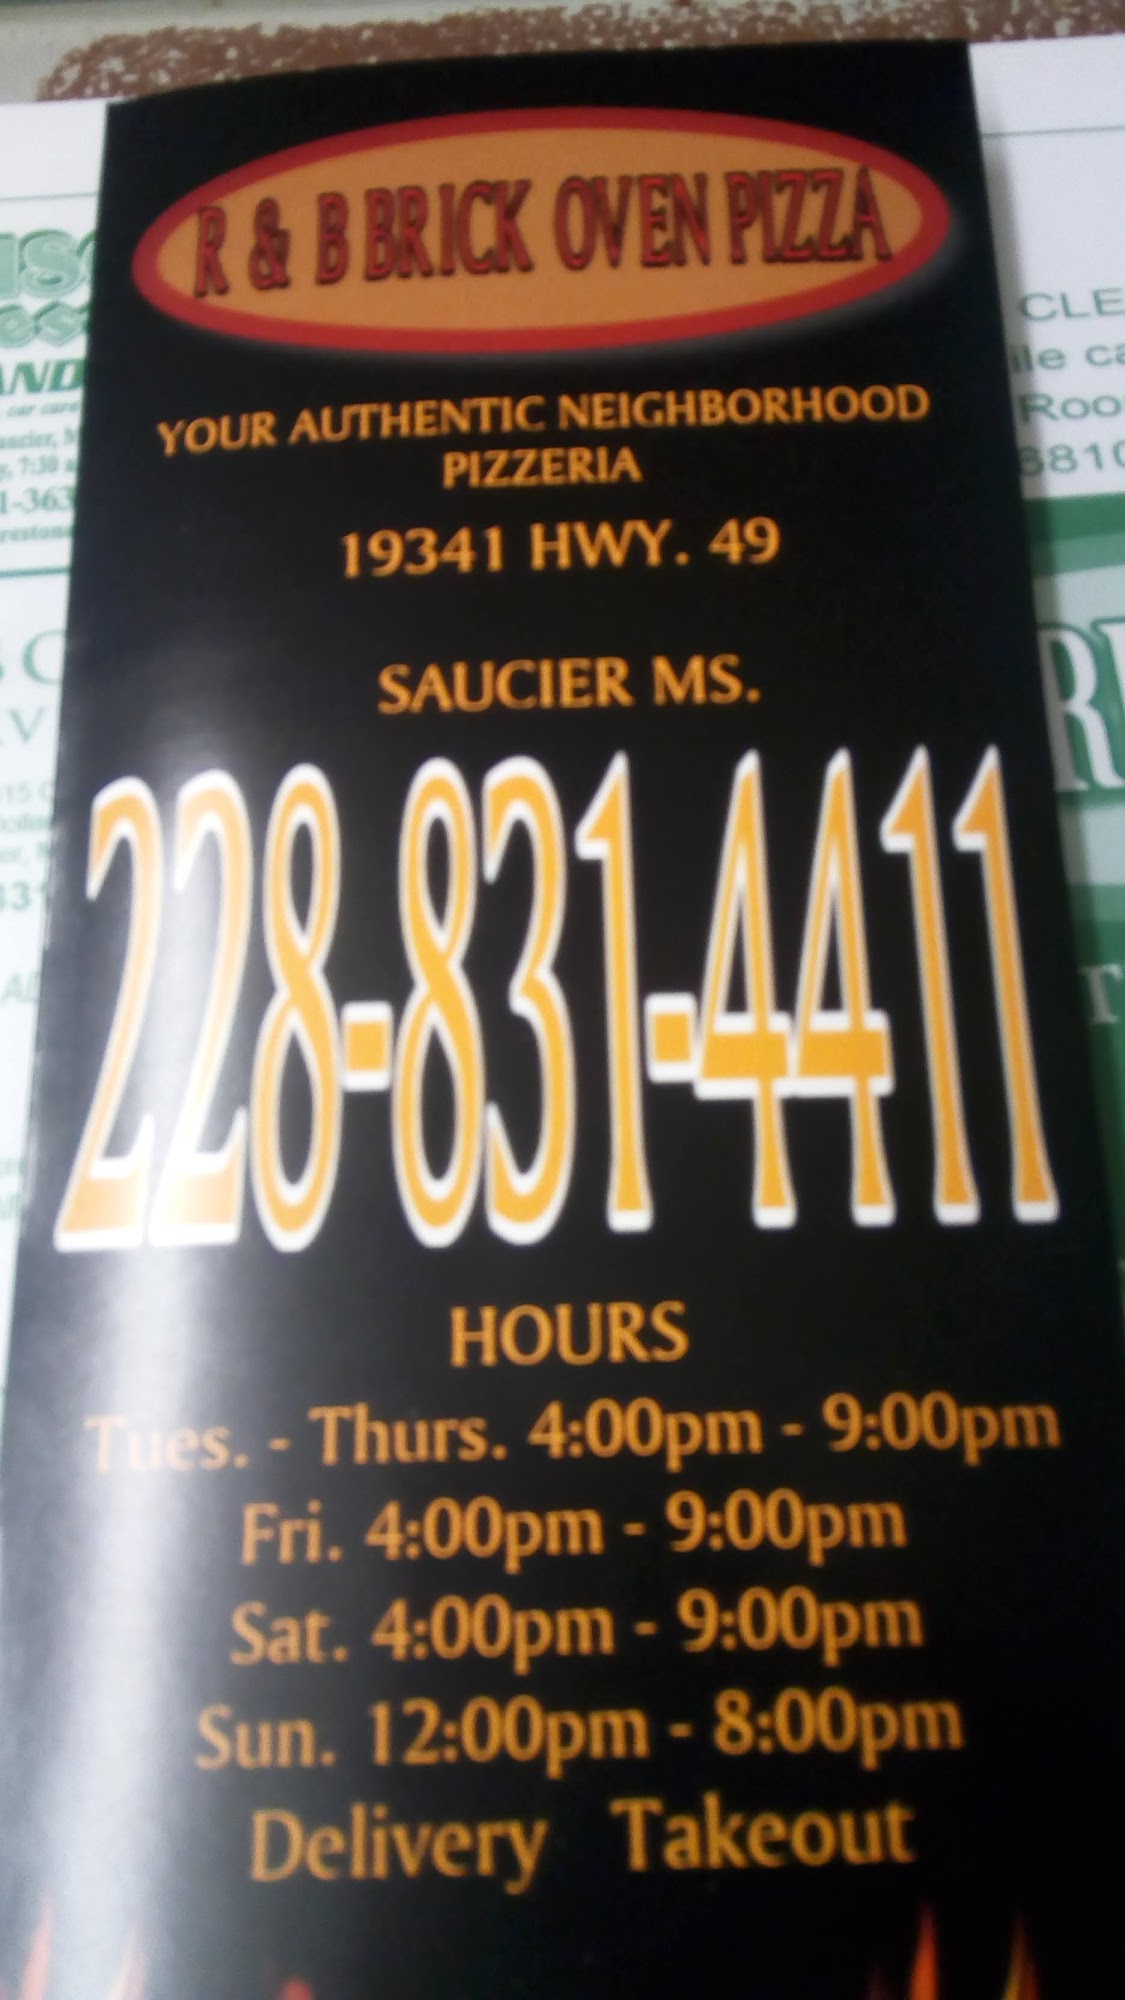 R & B BRICK OVEN PIZZA
YOUR AUTHENTIC NEIGHBORHOOD
PIZZERIA
19341 HWY. 49
SAUCIER MS.
228-831-4411
HOURS
Tues. - Thurs. 4:00pm - 9:00pm
Fri. 4:00pm - 9:00pm
Sat. 4:00pm - 9:00pm
Sun. 12:00pm - 8:00pm
Delivery Takeout
car care